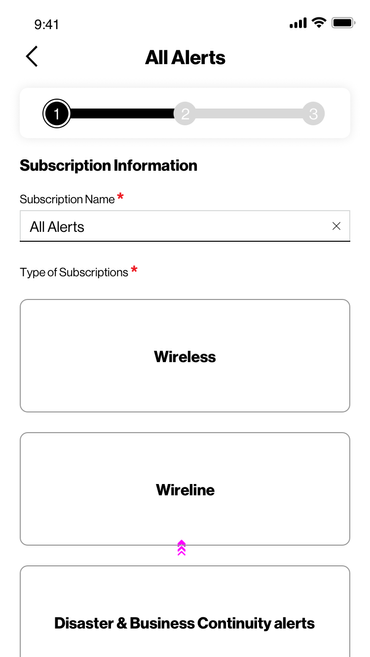 9:41
All Alerts
1 2 3
Subscription Information
Subscription Name *
All Alerts
Type of Subscriptions *
Wireless
Wireline
Disaster & Business Continuity alerts